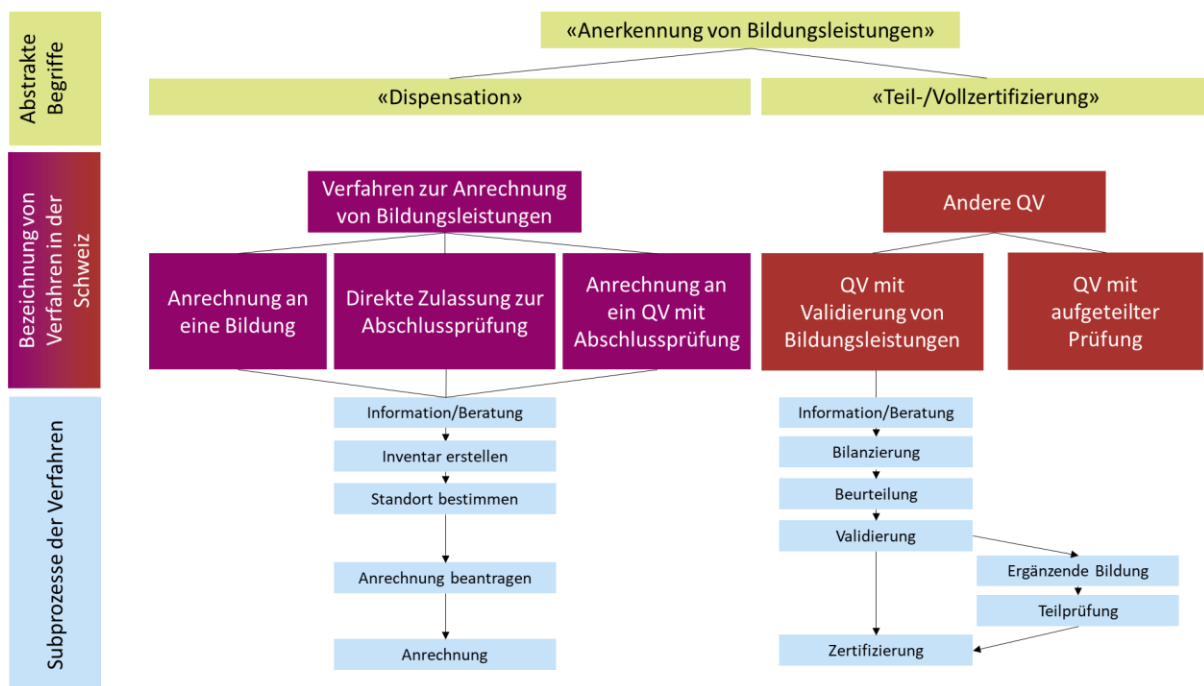 Abstrakte
Begriffe
«Anerkennung von Bildungsleistungen»
«Dispensation»
«Teil-/Vollzertifizierung»
Bezeichnung von
Verfahren in der
Schweiz
Verfahren zur Anrechnung
von Bildungsleistungen
Andere QV
Anrechnung an
eine Bildung
Direkte Zulassung zur
Abschlussprüfung
Anrechnung an
ein QV mit
Abschlussprüfung
QV mit
Validierung von
Bildungsleistungen
QV mit
aufgeteilter
Prüfung
Subprozesse der Verfahren
Information/Beratung
Inventar erstellen
Standort bestimmen
Anrechnung beantragen
Anrechnung
Information/Beratung
Bilanzierung
Beurteilung
Validierung
Ergänzende Bildung
Teilprüfung
Zertifizierung